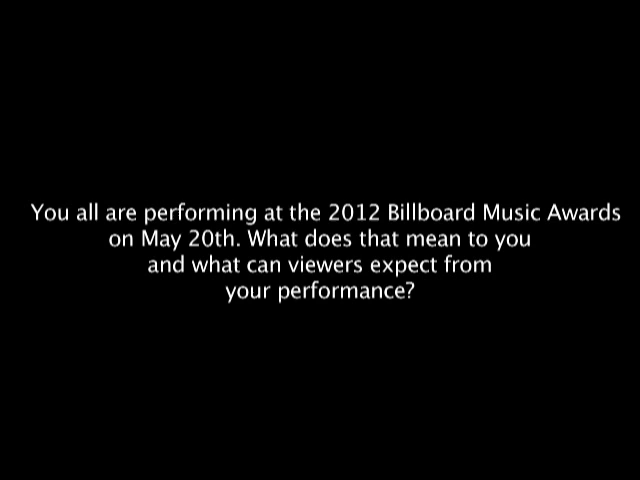 You all are performing at the 2012 Billboard Music Awards
on May 20th. What does that mean to you
and what can viewers expect from
your performance?